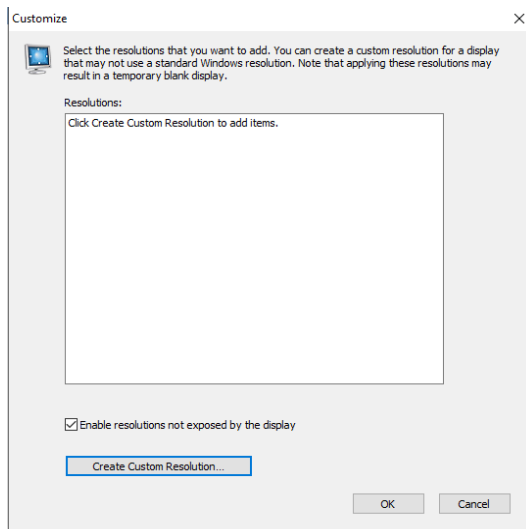 Customize
Select the resolutions that you want to add. You can create a custom resolution for a display
that may not use a standard Windows resolution. Note that applying these resolutions may
result in a temporary blank display.
Resolutions:
Click Create Custom Resolution to add items.
Enable resolutions not exposed by the display
Create Custom Resolution...
OK
Cancel